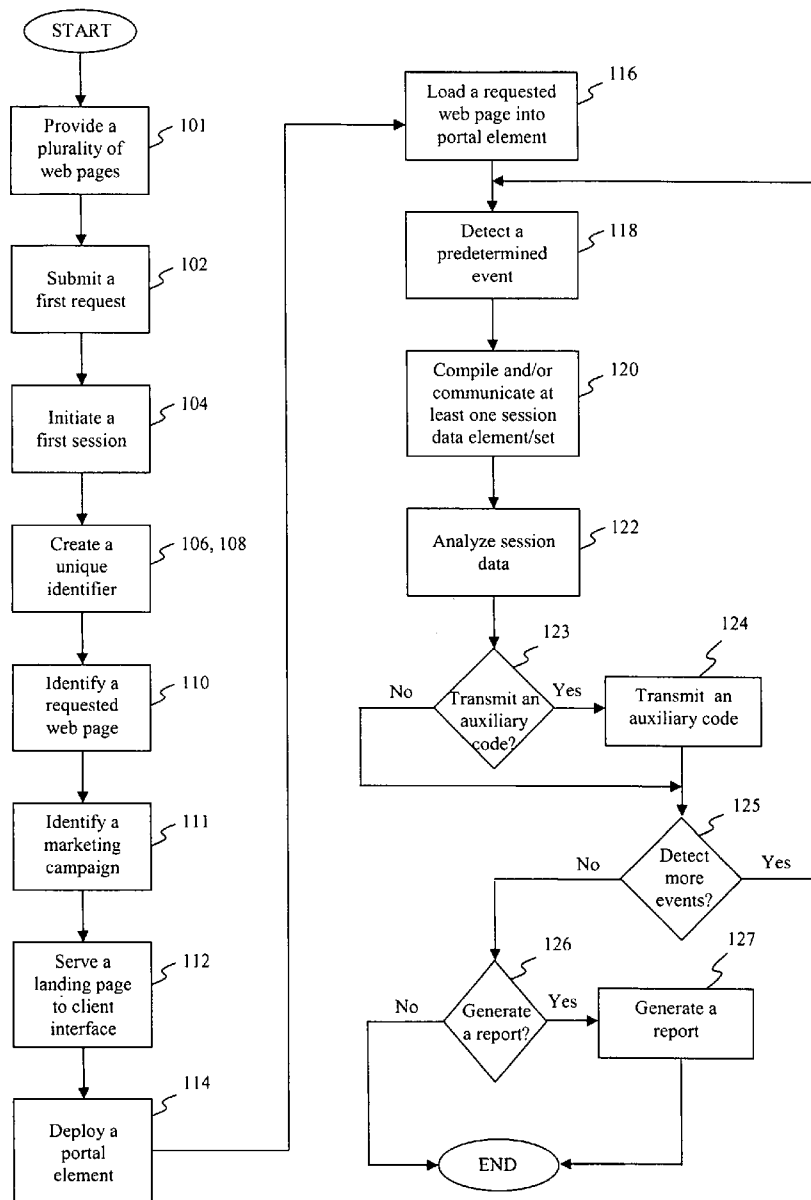 START
Provide a
plurality of
web pages
101
Submit a
first request
102
Initiate a
first session
104
Create a
unique
identifier
106, 108
Identify a
requested
web page
110
Identify a
marketing
campaign
111
Serve a
landing page
to client
interface
112
Deploy a
portal
element
114
Load a requested
web page into
portal element
116
Detect a
predetermined
event
118
Compile and/or
communicate at
least one session
data element/set
120
Analyze session
data
122
123
No
Transmit an
auxiliary
code?
Yes
124
Transmit an
auxiliary code
125
No
Detect
more
events?
Yes
126
No
Generate
a report?
Yes
127
Generate a
report
END